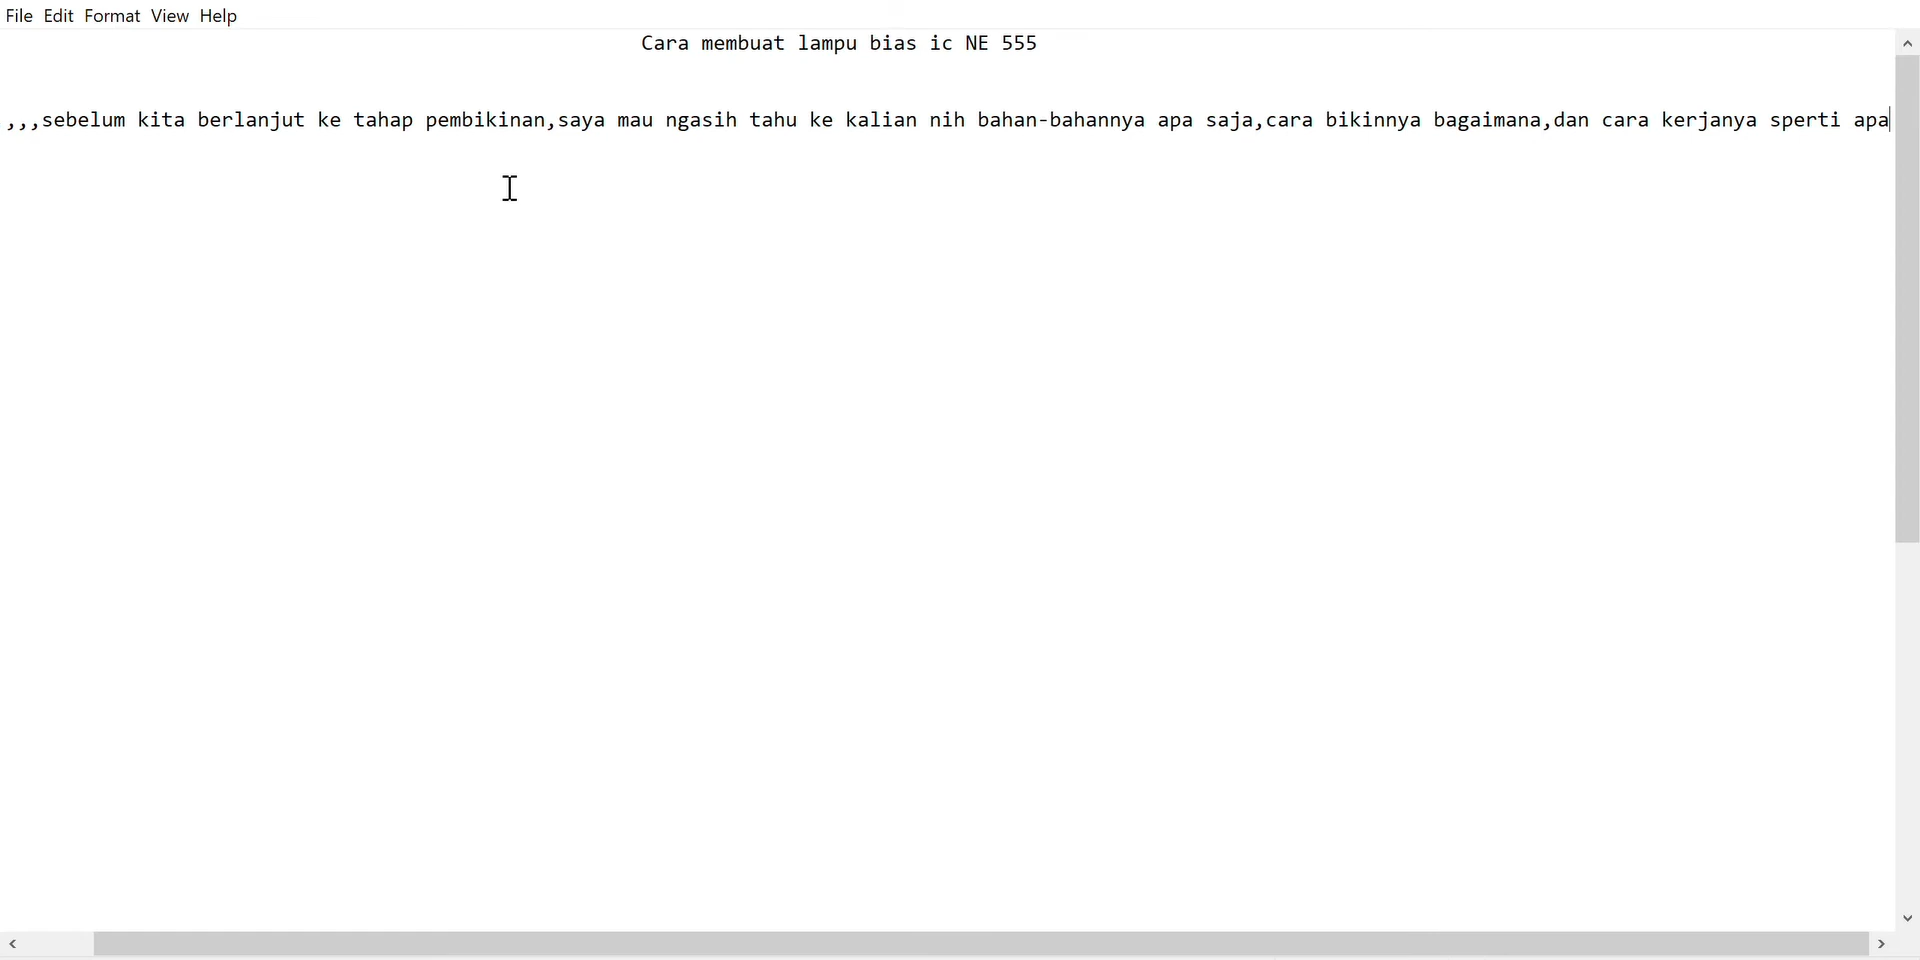 File Edit Format View Help
Cara membuat lampu bias ic NE 555
,,,sebelum kita berlanjut ke tahap pembikinan,saya mau ngasih tahu ke kalian nih bahan-bahannya apa saja,cara bikinnya bagaimana,dan cara kerjanya sperti apa